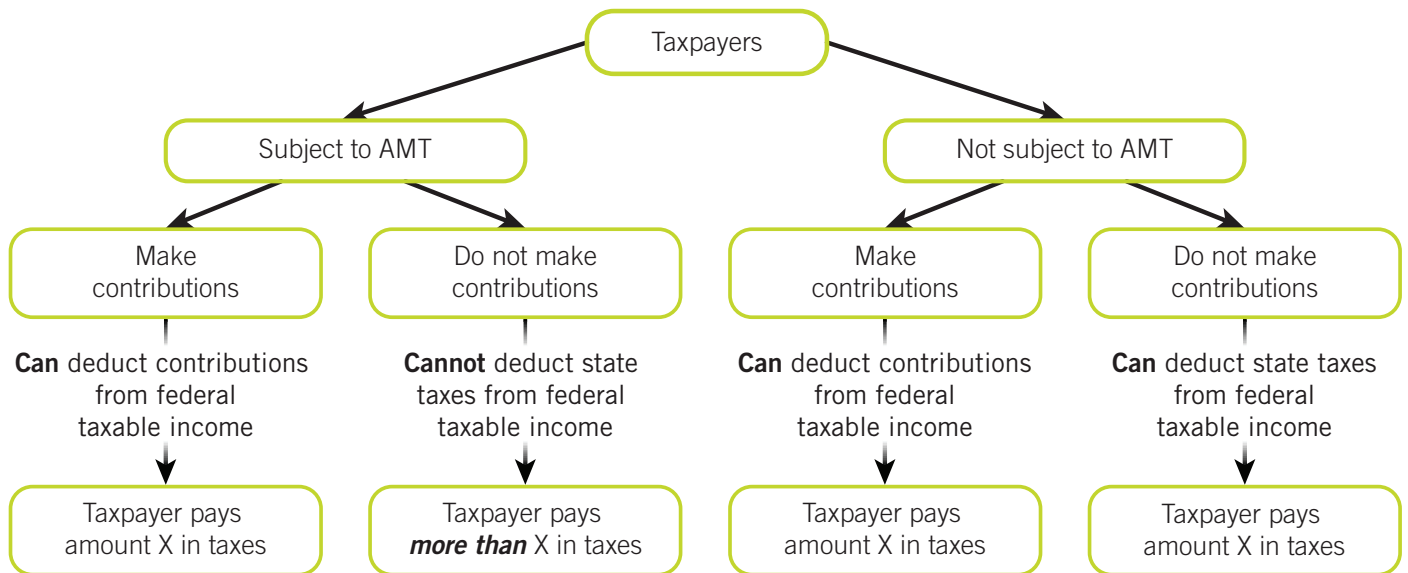 Taxpayers
Subject to AMT
Not subject to AMT
Make
contributions
Do not make
contributions
Make
contributions
Do not make
contributions
Can deduct contributions
from federal
taxable income
Cannot deduct state
taxes from federal
taxable income
Can deduct contributions
from federal
taxable income
Can deduct state taxes
from federal
taxable income
Taxpayer pays
amount X in taxes
Taxpayer pays
more than X in taxes
Taxpayer pays
amount X in taxes
Taxpayer pays
amount X in taxes